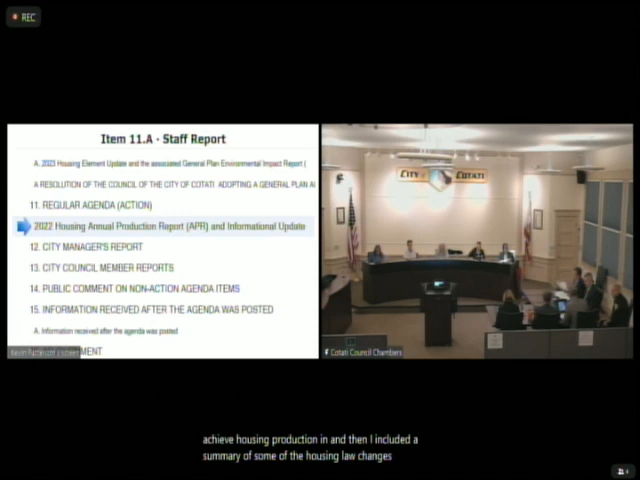 REC
Item 11.A - Staff Report
A. 2023 Housing Element Update and the associated General Plan Environmental Impact Report (
A RESOLUTION OF THE COUNCIL OF THE CITY OF COTATI ADOPTING A GENERAL PLAN A
11. REGULAR AGENDA (ACTION)
2022 Housing Annual Production Report (APR) and Informational Update
12. CITY MANAGER'S REPORT
13. CITY COUNCIL MEMBER REPORTS
14. PUBLIC COMMENT ON NON-ACTION AGENDA ITEMS
15. INFORMATION RECEIVED AFTER THE AGENDA WAS POSTED
A. Information received after the agenda was posted
MENT
CITY OF COTATI
Cotati Council Chambers
achieve housing production in and then I included a
summary of some of the housing law changes